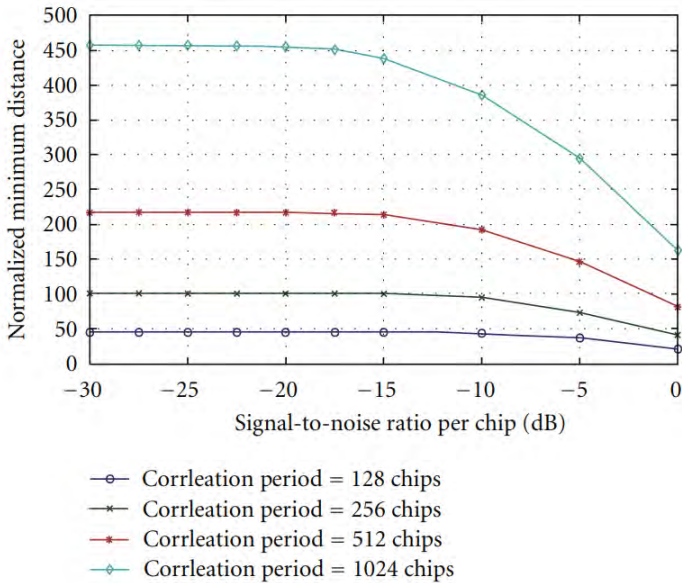 500
450
400
350
300
250
200
150
100
50
0
Normalized minimum distance
−30 −25 −20 −15 −10 −5 0
Signal-to-noise ratio per chip (dB)
Corrleation period = 128 chips
Corrleation period = 256 chips
Corrleation period = 512 chips
Corrleation period = 1024 chips